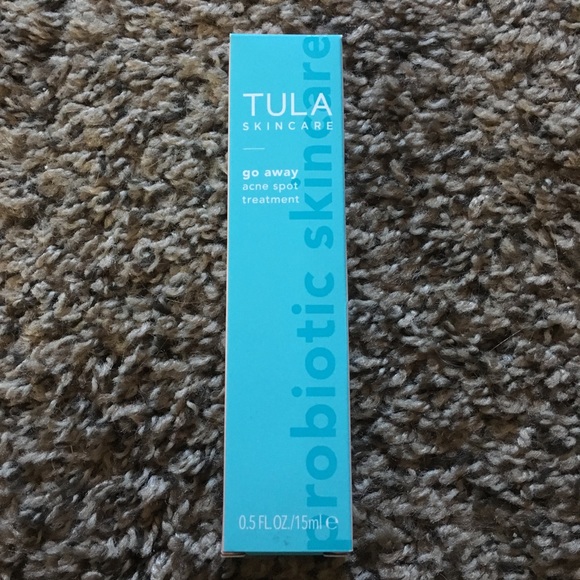 TULA
SKINCARE
go away
acne spot
treatment
probiotic skincare
0.5 FL OZ./15ml ℮